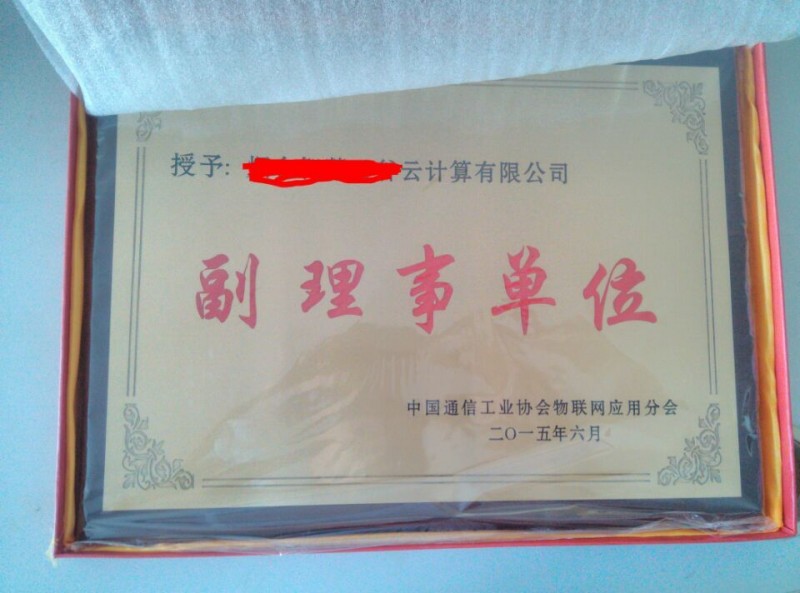 授予: 云计算有限公司
副理事单位
中国通信工业协会物联网应用分会
二〇一五年六月